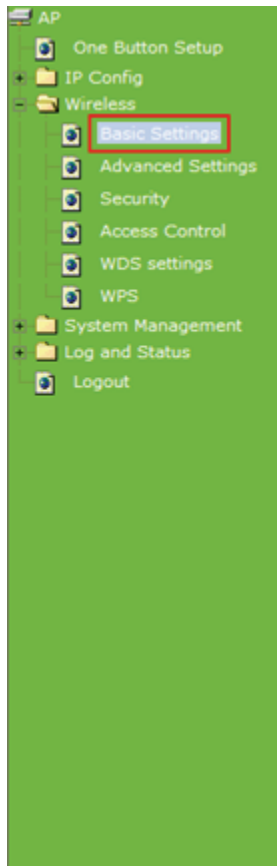 AP
One Button Setup
IP Config
Wireless
Basic Settings
Advanced Settings
Security
Access Control
WDS settings
WPS
System Management
Log and Status
Logout